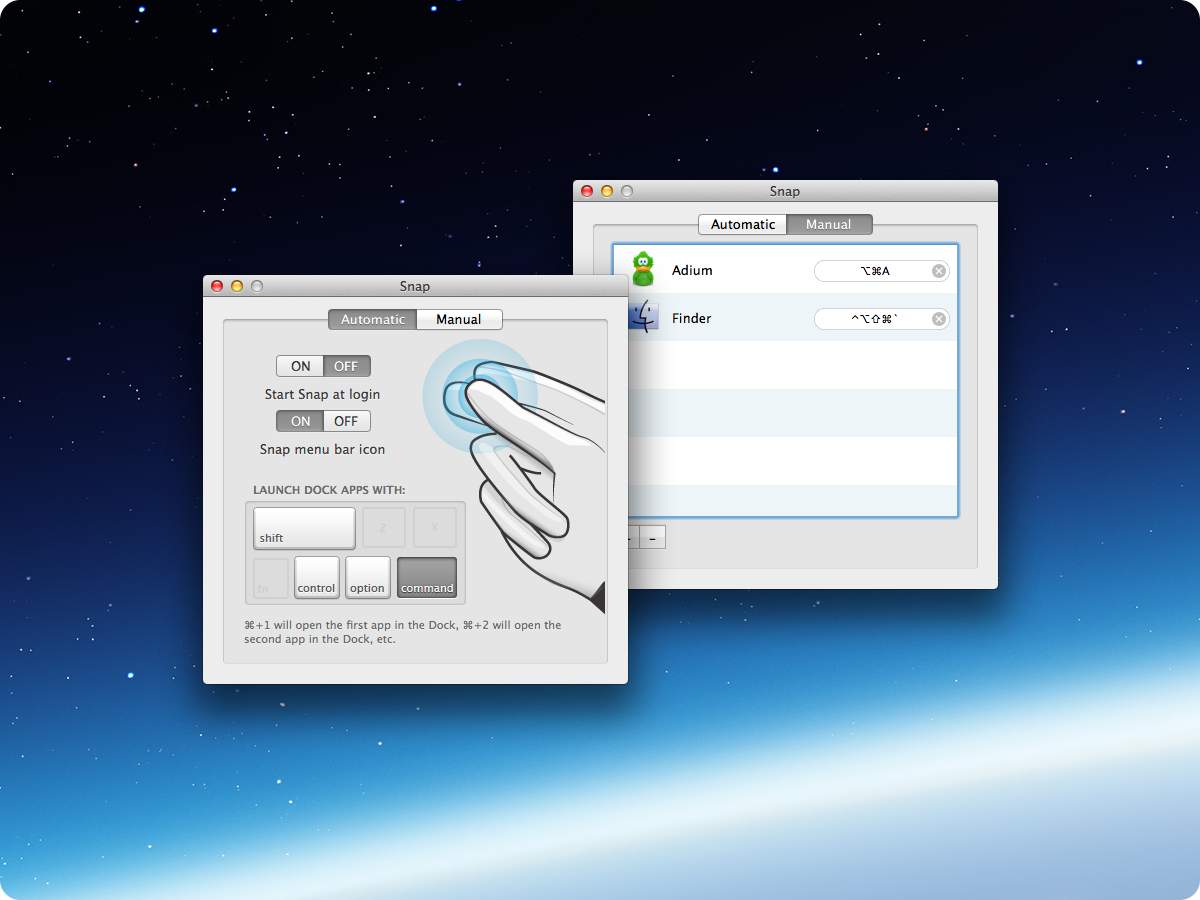 Snap
Automatic Manual
Adium ⌥⌘A
Finder ^⌥⇧⌘`
-
Snap
Automatic Manual
ON OFF
Start Snap at login
ON OFF
Snap menu bar icon
LAUNCH DOCK APPS WITH:
shift Z X
fn control option command
⌘+1 will open the first app in the Dock, ⌘+2 will open the
second app in the Dock, etc.